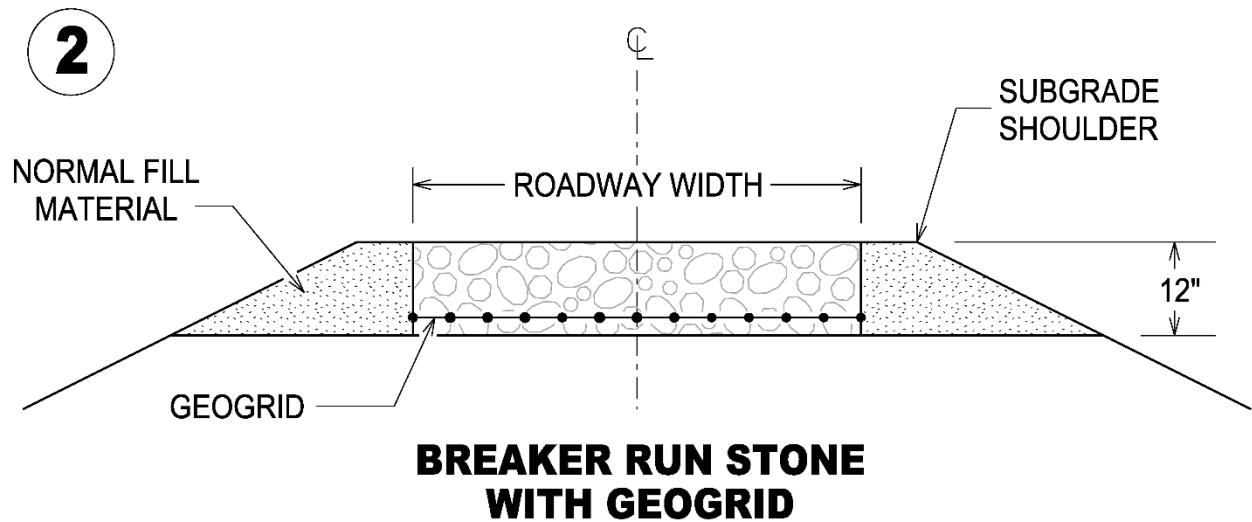 2
℄
SUBGRADE
SHOULDER
NORMAL FILL
MATERIAL
ROADWAY WIDTH
12"
GEOGRID
BREAKER RUN STONE
WITH GEOGRID